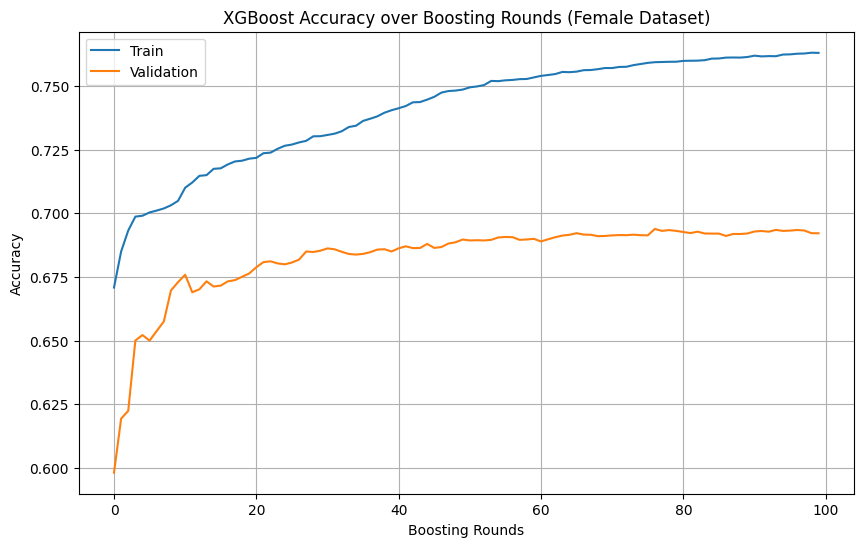 XGBoost Accuracy over Boosting Rounds (Female Dataset)
Train
Validation
Accuracy
0.750
0.725
0.700
0.675
0.650
0.625
0.600
0
20
40
60
80
100
Boosting Rounds